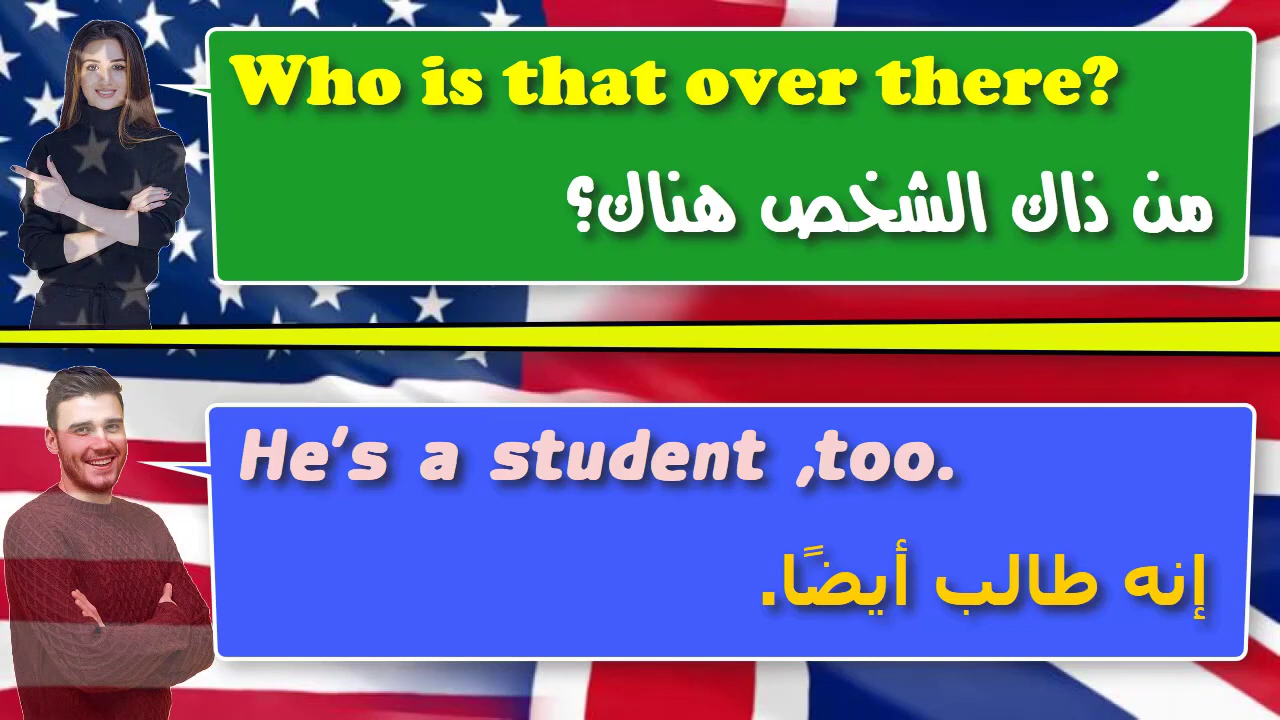 Who is that over there?
من ذاك الشخص هناك؟
He's a student ,too.
إنه طالب أيضًا.